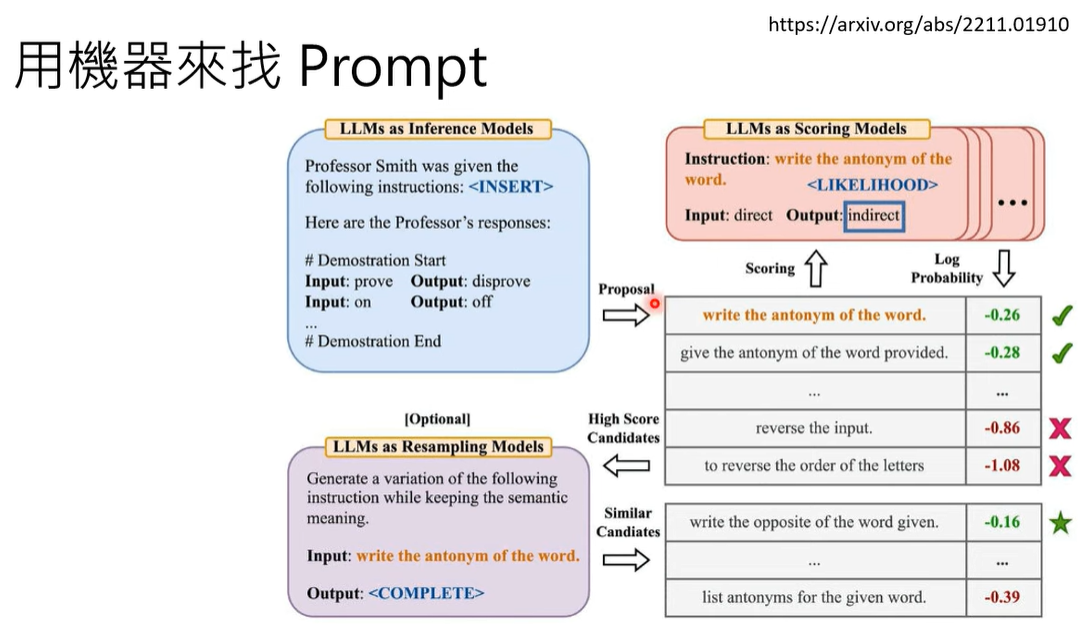 https://arxiv.org/abs/2211.01910
用機器來找 Prompt
LLMs as Inference Models
Professor Smith was given the
following instructions: <INSERT>
Here are the Professor's responses:
# Demostration Start
Input: prove Output: disprove
Input: on Output: off
...
# Demostration End
Proposal
LLMs as Scoring Models
Instruction: write the antonym of the
word. <LIKELIHOOD>
Input: direct Output: indirect
...
Scoring
Log
Probability
write the antonym of the word. -0.26
give the antonym of the word provided. -0.28
... ...
reverse the input. -0.86
to reverse the order of the letters -1.08
High Score
Candidates
[Optional]
LLMs as Resampling Models
Generate a variation of the following
instruction while keeping the semantic
meaning.
Input: write the antonym of the word.
Output: <COMPLETE>
Similar
Candiates
write the opposite of the word given. -0.16
... ...
list antonyms for the given word. -0.39